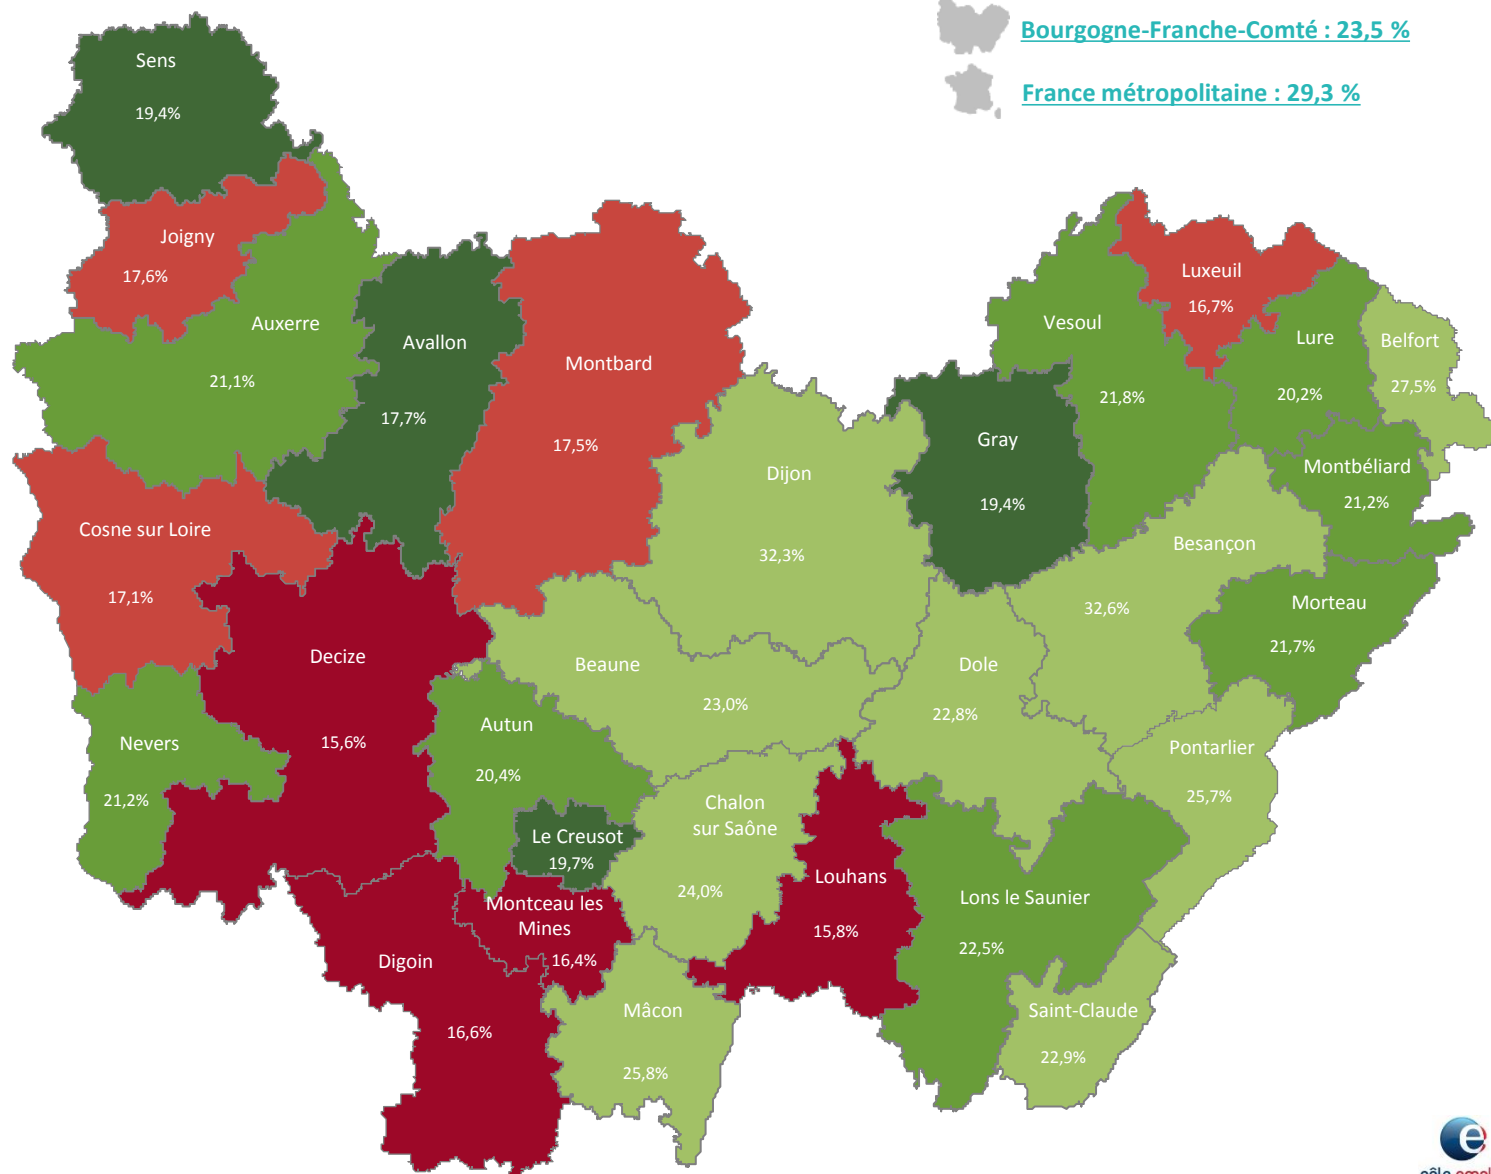 Bourgogne-Franche-Comté : 23,5 %
France métropolitaine : 29,3 %
Sens
19,4%
Joigny
17,6%
Auxerre
21,1%
Avallon
17,7%
Montbard
17,5%
Vesoul
21,8%
Luxeuil
16,7%
Lure
20,2%
Belfort
27,5%
Montbéliard
21,2%
Gray
19,4%
Dijon
32,3%
Besançon
32,6%
Morteau
21,7%
Cosne sur Loire
17,1%
Decize
15,6%
Nevers
21,2%
Beaune
23,0%
Dole
22,8%
Autun
20,4%
Pontarlier
25,7%
Le Creusot
19,7%
Chalon
sur Saône
24,0%
Louhans
15,8%
Lons le Saunier
22,5%
Montceau les
Mines
16,4%
Digoin
16,6%
Mâcon
25,8%
Saint-Claude
22,9%